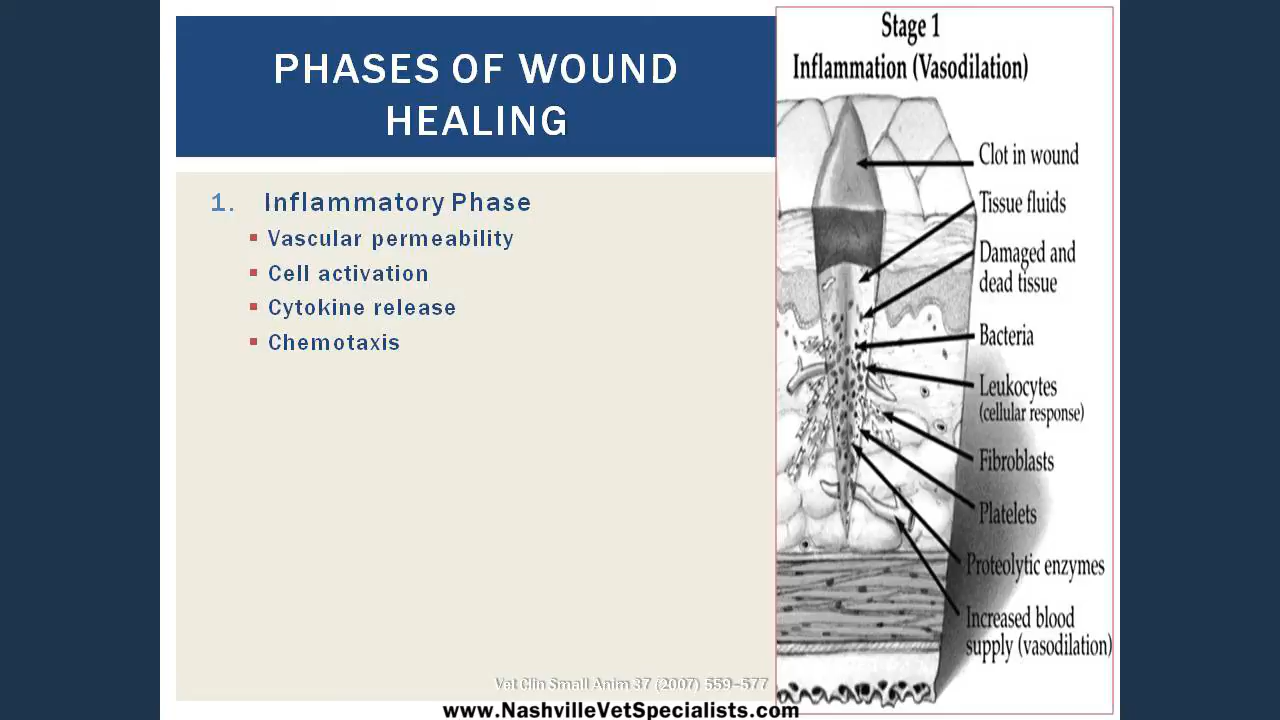 PHASES OF WOUND
HEALING
1. Inflammatory Phase
▪ Vascular permeability
▪ Cell activation
▪ Cytokine release
▪ Chemotaxis
Stage 1
Inflammation (Vasodilation)
Clot in wound
Tissue fluids
Damaged and
dead tissue
Bacteria
Leukocytes
(cellular response)
Fibroblasts
Platelets
Proteolytic enzymes
Increased blood
supply (vasodilation)
Vet Clin Small Anim 37 (2007) 559–577
www.NashvilleVetSpecialists.com